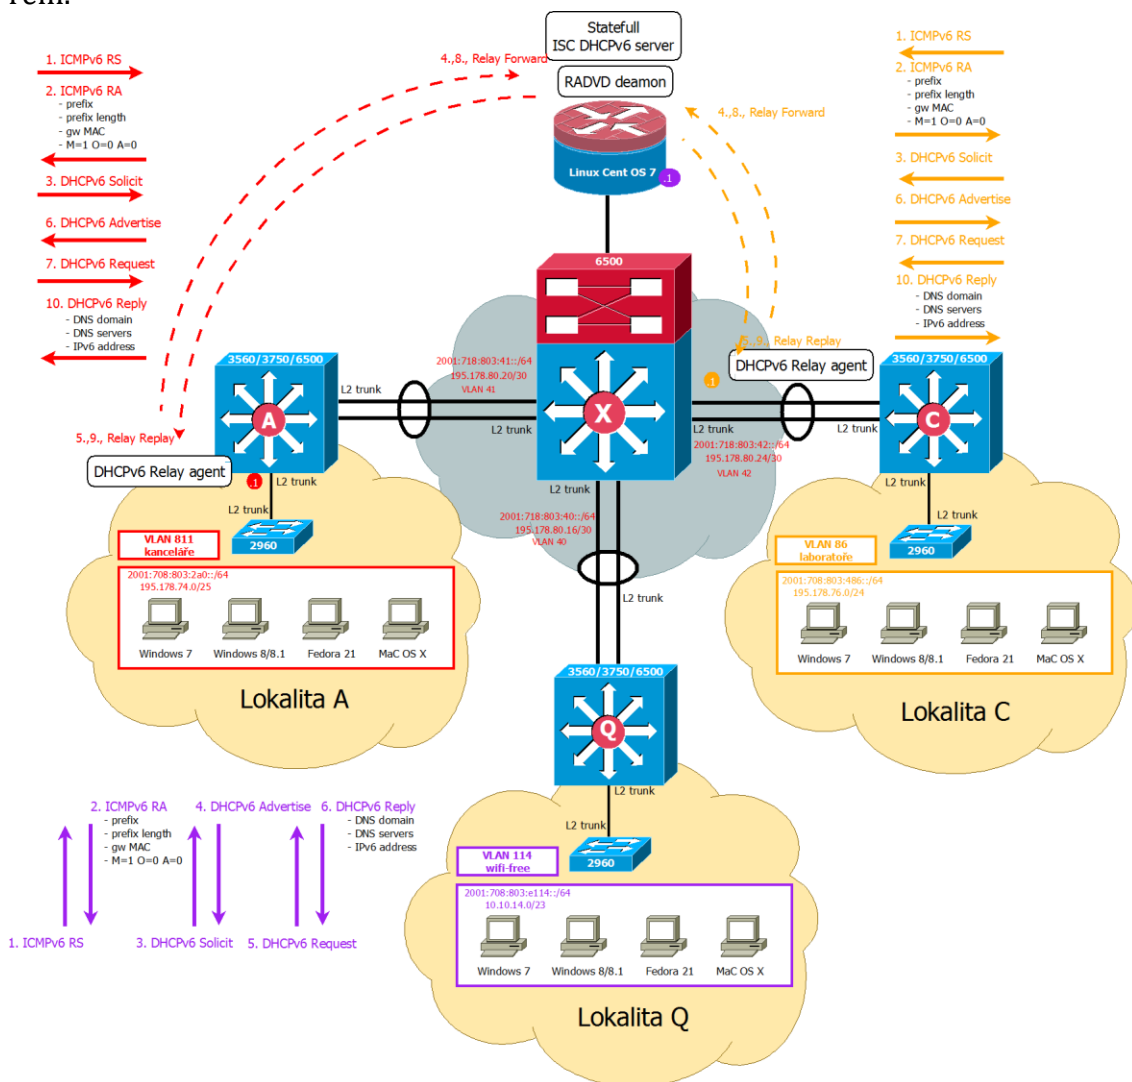 Statefull
ISC DHCPv6 server
RADVD deamon
Linux Cent OS 7
.1
1. ICMPv6 RS
2. ICMPv6 RA
- prefix
- prefix length
- gw MAC
- M=1 O=0 A=0
3. DHCPv6 Solicit
6. DHCPv6 Advertise
7. DHCPv6 Request
10. DHCPv6 Reply
- DNS domain
- DNS servers
- IPv6 address
4.,8., Relay Forward
5.,9., Relay Replay
4.,8., Relay Forward
5.,9., Relay Replay
1. ICMPv6 RS
2. ICMPv6 RA
- prefix
- prefix length
- gw MAC
- M=1 O=0 A=0
3. DHCPv6 Solicit
6. DHCPv6 Advertise
7. DHCPv6 Request
10. DHCPv6 Reply
- DNS domain
- DNS servers
- IPv6 address
6500
X
.1
2001:718:803:41::/64
195.178.80.20/30
VLAN 41
L2 trunk
L2 trunk
2001:718:803:42::/64
195.178.80.24/30
VLAN 42
L2 trunk
L2 trunk
2001:718:803:40::/64
195.178.80.16/30
VLAN 40
L2 trunk
L2 trunk
3560/3750/6500
A
DHCPv6 Relay agent
.1
L2 trunk
L2 trunk
2960
VLAN 811
kanceláře
2001:708:803:2a0::/64
195.178.74.0/25
Windows 7
Windows 8/8.1
Fedora 21
MaC OS X
Lokalita A
DHCPv6 Relay agent
3560/3750/6500
C
L2 trunk
L2 trunk
2960
VLAN 86
laboratoře
2001:708:803:486::/64
195.178.76.0/24
Windows 7
Windows 8/8.1
Fedora 21
MaC OS X
Lokalita C
3560/3750/6500
Q
L2 trunk
L2 trunk
2960
VLAN 114
wifi-free
2001:708:803:e114::/64
10.10.14.0/23
Windows 7
Windows 8/8.1
Fedora 21
MaC OS X
Lokalita Q
2. ICMPv6 RA
- prefix
- prefix length
- gw MAC
- M=1 O=0 A=0
4. DHCPv6 Advertise
6. DHCPv6 Reply
- DNS domain
- DNS servers
- IPv6 address
1. ICMPv6 RS
3. DHCPv6 Solicit
5. DHCPv6 Request